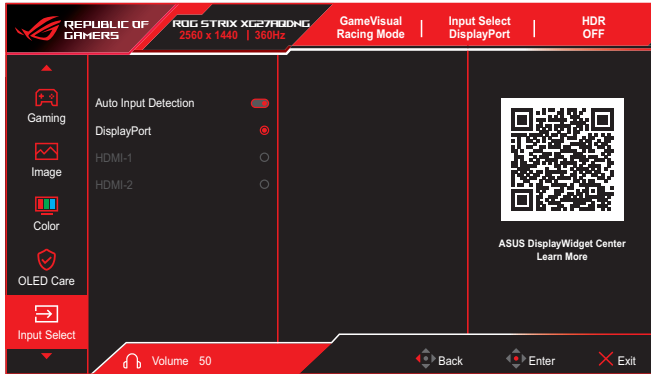 REPUBLIC OF
GAMERS
ROG STRIX XG27AQDNG
2560 x 1440 | 360Hz
GameVisual
Racing Mode
Input Select
DisplayPort
HDR
OFF
Gaming
Image
Color
OLED Care
Input Select
Auto Input Detection
DisplayPort
HDMI-1
HDMI-2
ASUS DisplayWidget Center
Learn More
Volume 50
Back
Enter
Exit